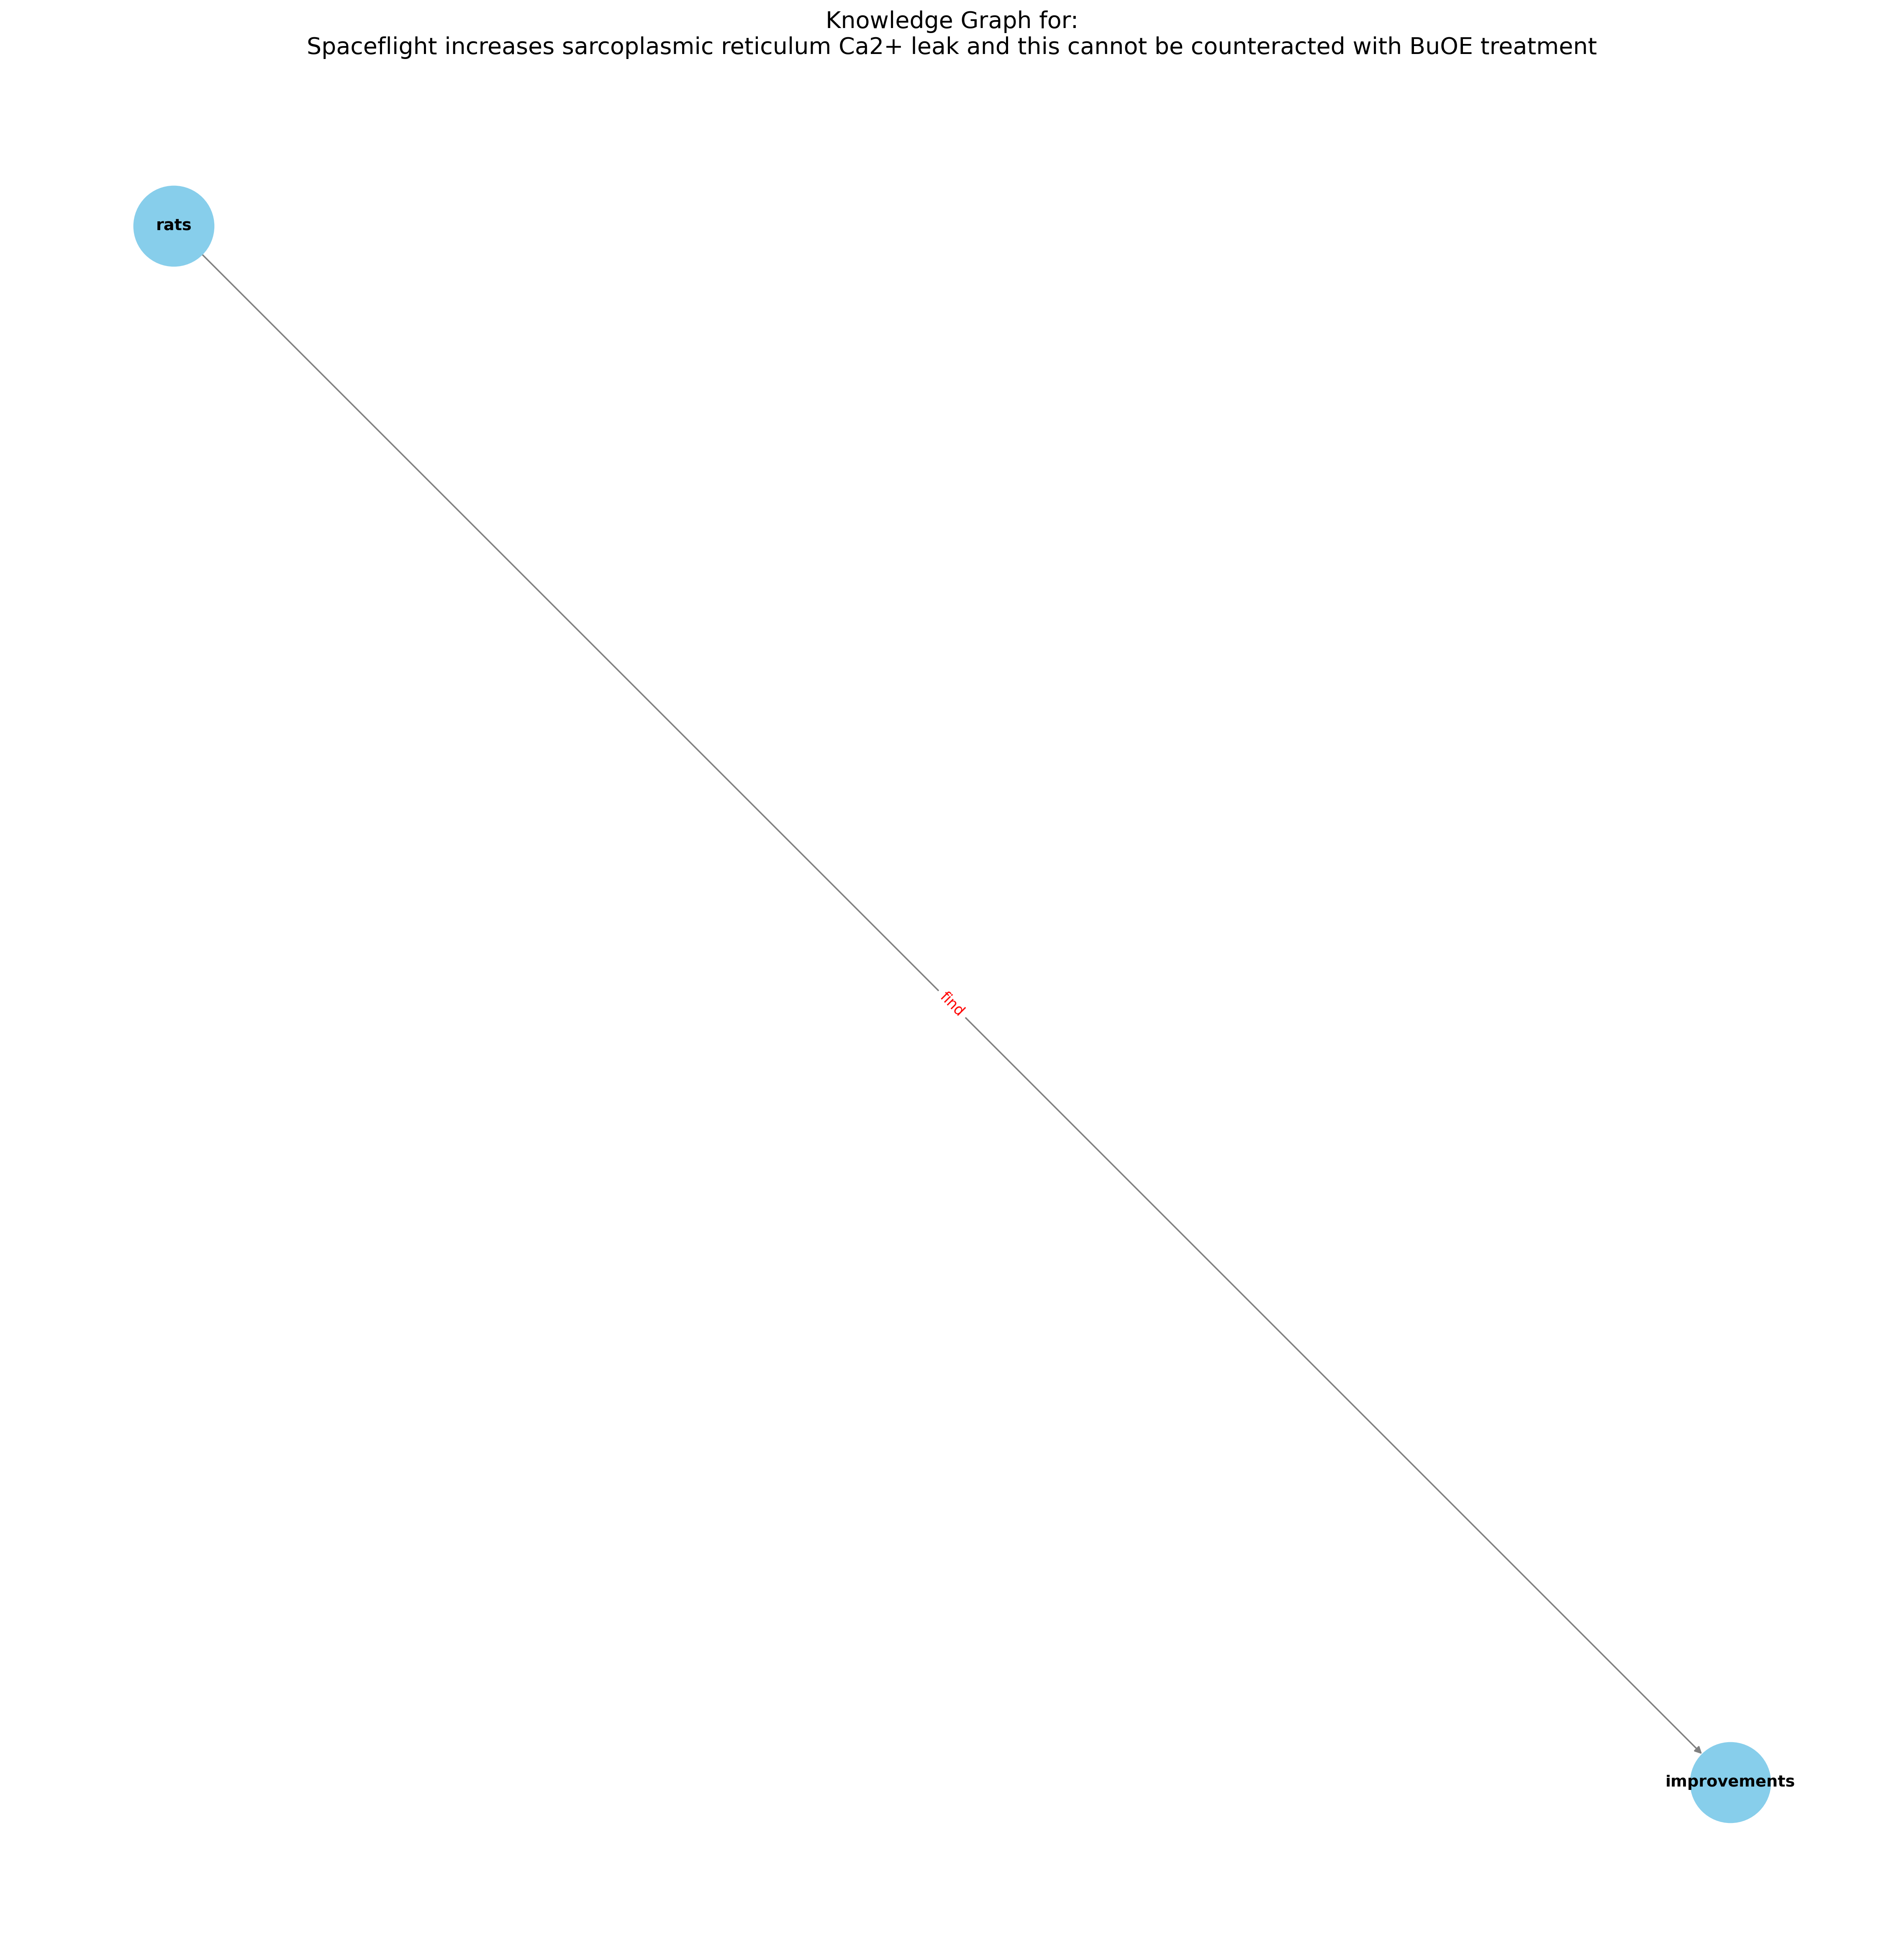 Knowledge Graph for:
Spaceflight increases sarcoplasmic reticulum Ca2+ leak and this cannot be counteracted with BuOE treatment
rats
find
improvements